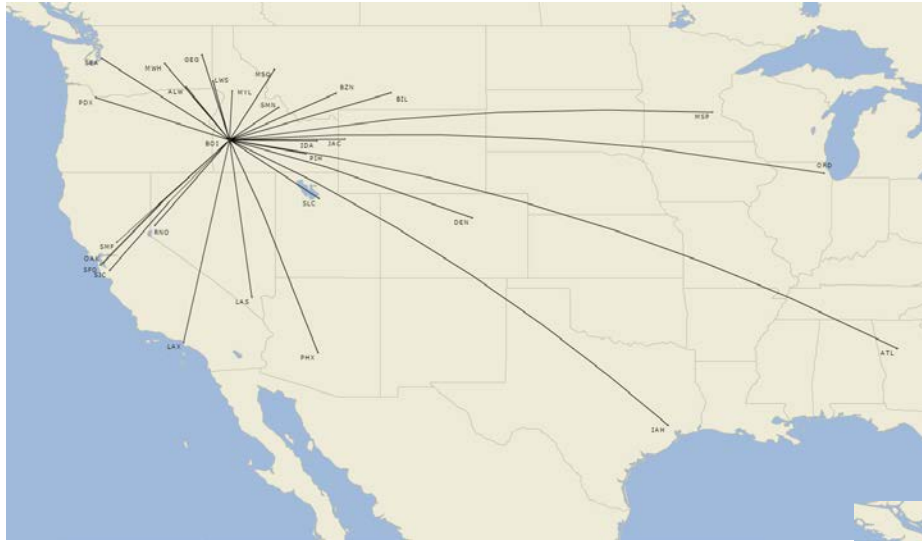 GEG
SEA
MWH
MSO
LWS
BZN
ALW
MYL
BIL
PDX
SMN
MSP
BOI
IDA
JAC
PIH
ORD
SLC
DEN
RNO
SMF
OAK
SFO
SJC
LAS
LAX
PHX
ATL
IAH